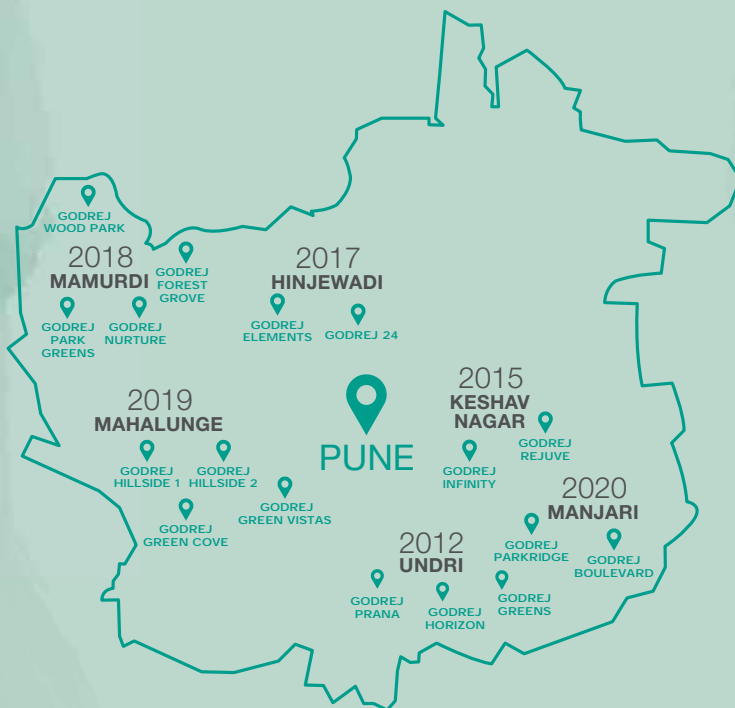 GODREJ
WOOD PARK
2018
MAMURDI
GODREJ
FOREST
GROVE
GODREJ
PARK
GREENS
GODREJ
NURTURE
2017
HINJEWADI
GODREJ
ELEMENTS
GODREJ 24
2019
MAHALUNGE
GODREJ
HILLSIDE 1
GODREJ
HILLSIDE 2
GODREJ
GREEN COVE
GODREJ
GREEN VISTAS
PUNE
2015
KESHAV
NAGAR
GODREJ
INFINITY
GODREJ
REJUVE
2020
MANJARI
GODREJ
PARKRIDGE
GODREJ
BOULEVARD
2012
UNDRI
GODREJ
PRANA
GODREJ
HORIZON
GODREJ
GREENS